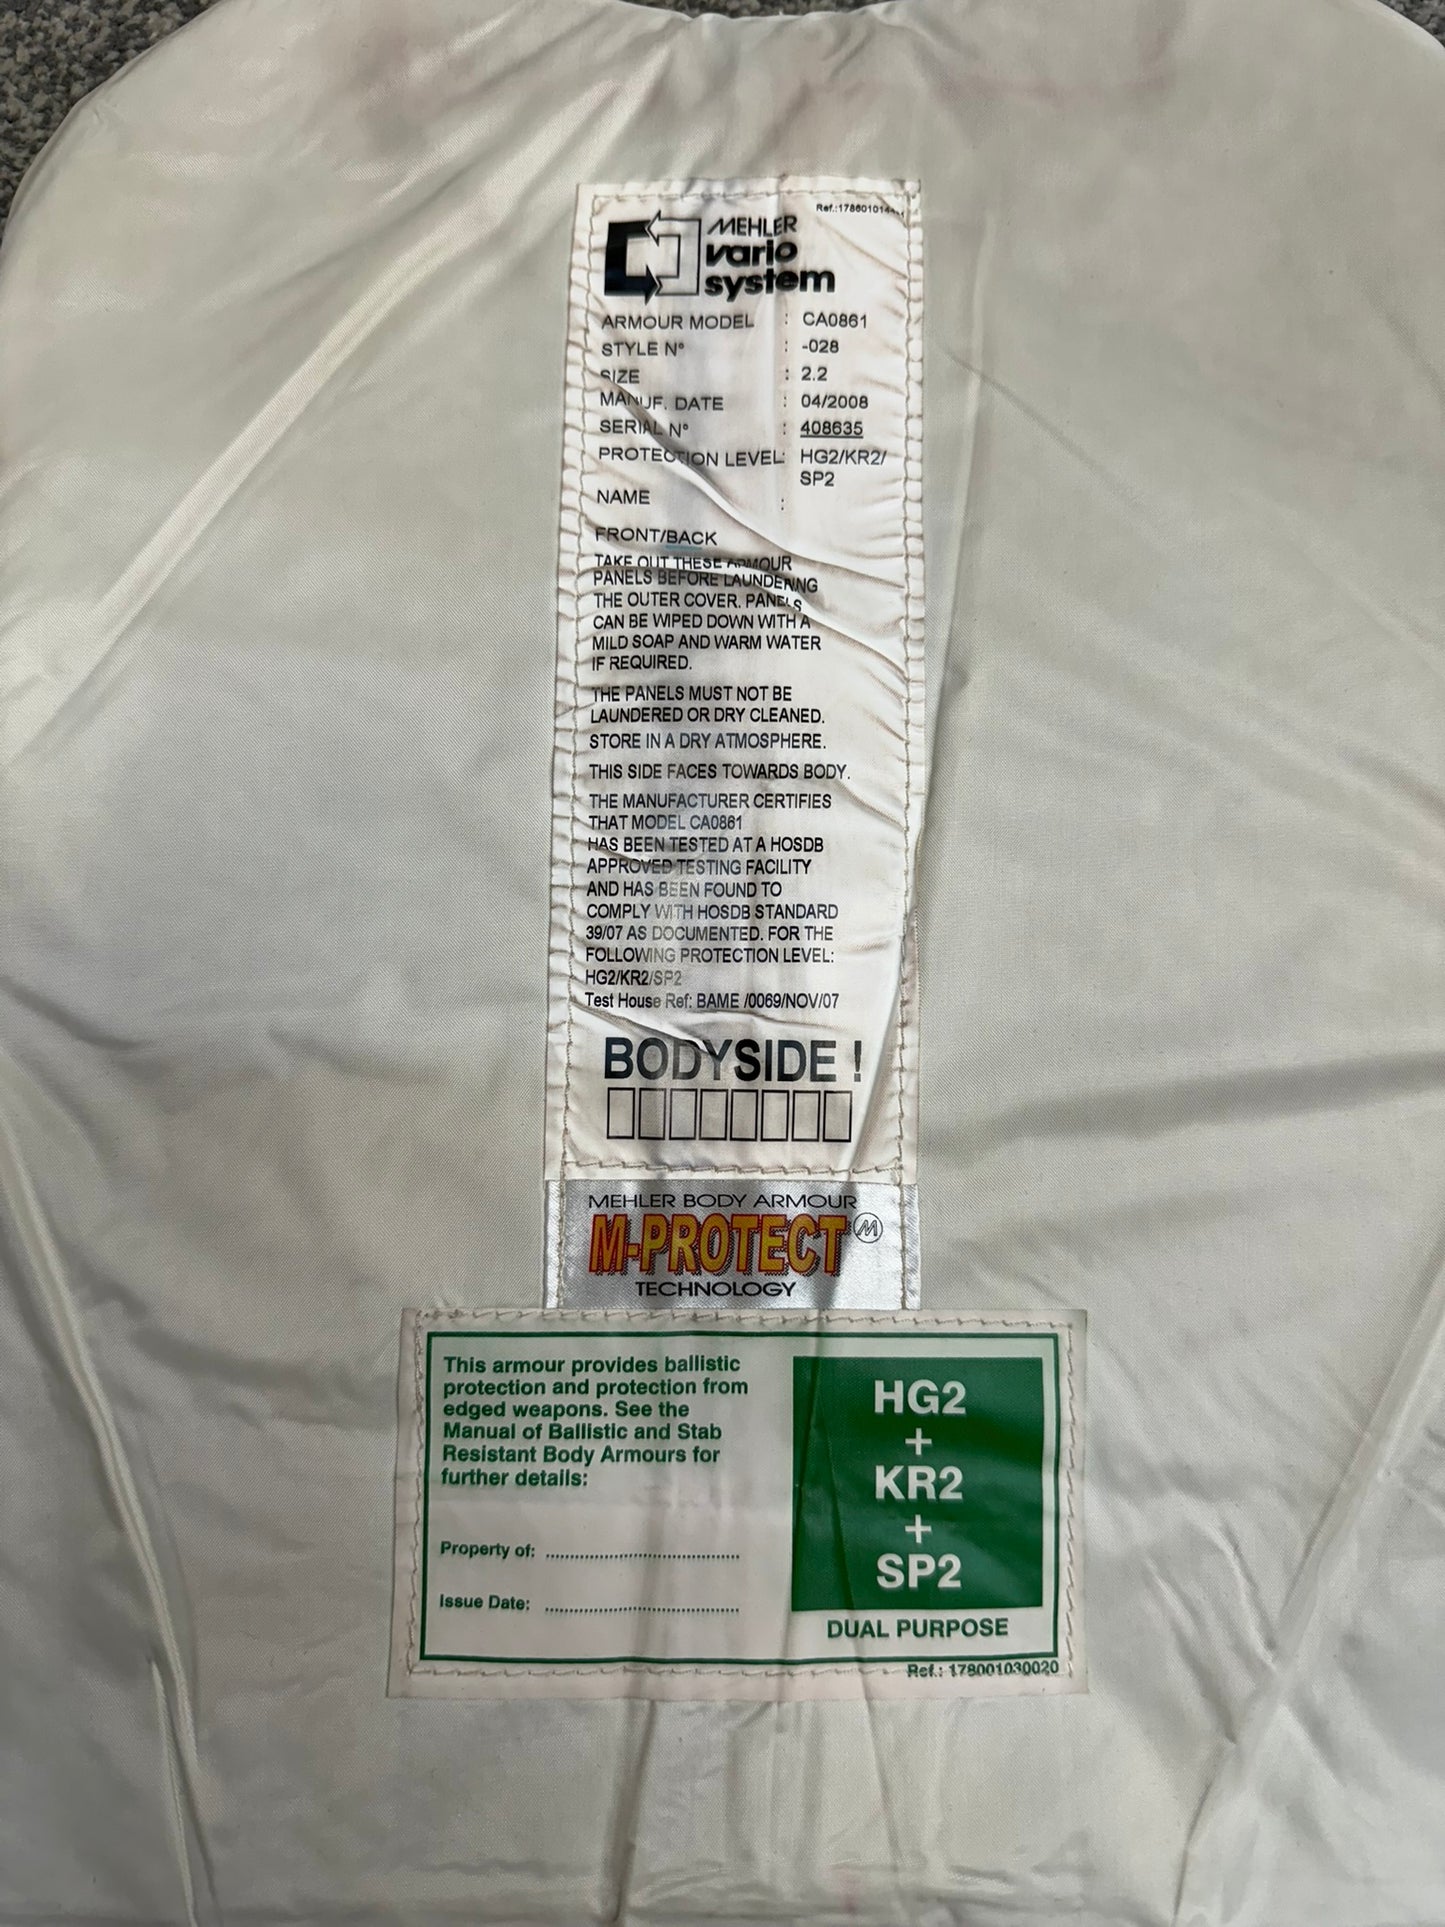 Ref.:178601014
MEHLER
vario
system
ARMOUR MODEL : CA0861
STYLE N° : -028
SIZE : 2.2
MANUF. DATE : 04/2008
SERIAL N° : 408635
PROTECTION LEVEL: HG2/KR2/
SP2
NAME :
FRONT/BACK
TAKE OUT THESE ARMOUR
PANELS BEFORE LAUNDERING
THE OUTER COVER. PANELS
CAN BE WIPED DOWN WITH A
MILD SOAP AND WARM WATER
IF REQUIRED.
THE PANELS MUST NOT BE
LAUNDERED OR DRY CLEANED.
STORE IN A DRY ATMOSPHERE.
THIS SIDE FACES TOWARDS BODY.
THE MANUFACTURER CERTIFIES
THAT MODEL CA0861
HAS BEEN TESTED AT A HOSDB
APPROVED TESTING FACILITY
AND HAS BEEN FOUND TO
COMPLY WITH HOSDB STANDARD
39/07 AS DOCUMENTED. FOR THE
FOLLOWING PROTECTION LEVEL:
HG2/KR2/SP2
Test House Ref: BAME /0069/NOV/07
BODYSIDE !
MEHLER BODY ARMOUR
M-PROTECT M
TECHNOLOGY
This armour provides ballistic
protection and protection from
edged weapons. See the
Manual of Ballistic and Stab
Resistant Body Armours for
further details:
Property of: ....................
Issue Date: ....................
HG2
+
KR2
+
SP2
DUAL PURPOSE
Ref.: 178001030020